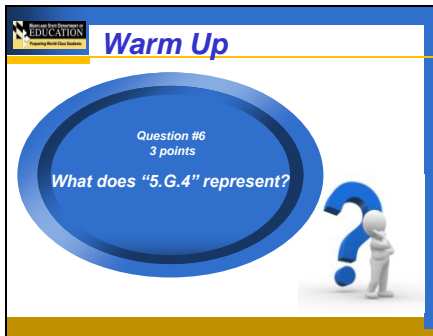 MARYLAND STATE DEPARTMENT OF
EDUCATION
Preparing World-Class Students
Warm Up
Question #6
3 points
What does “5.G.4” represent?